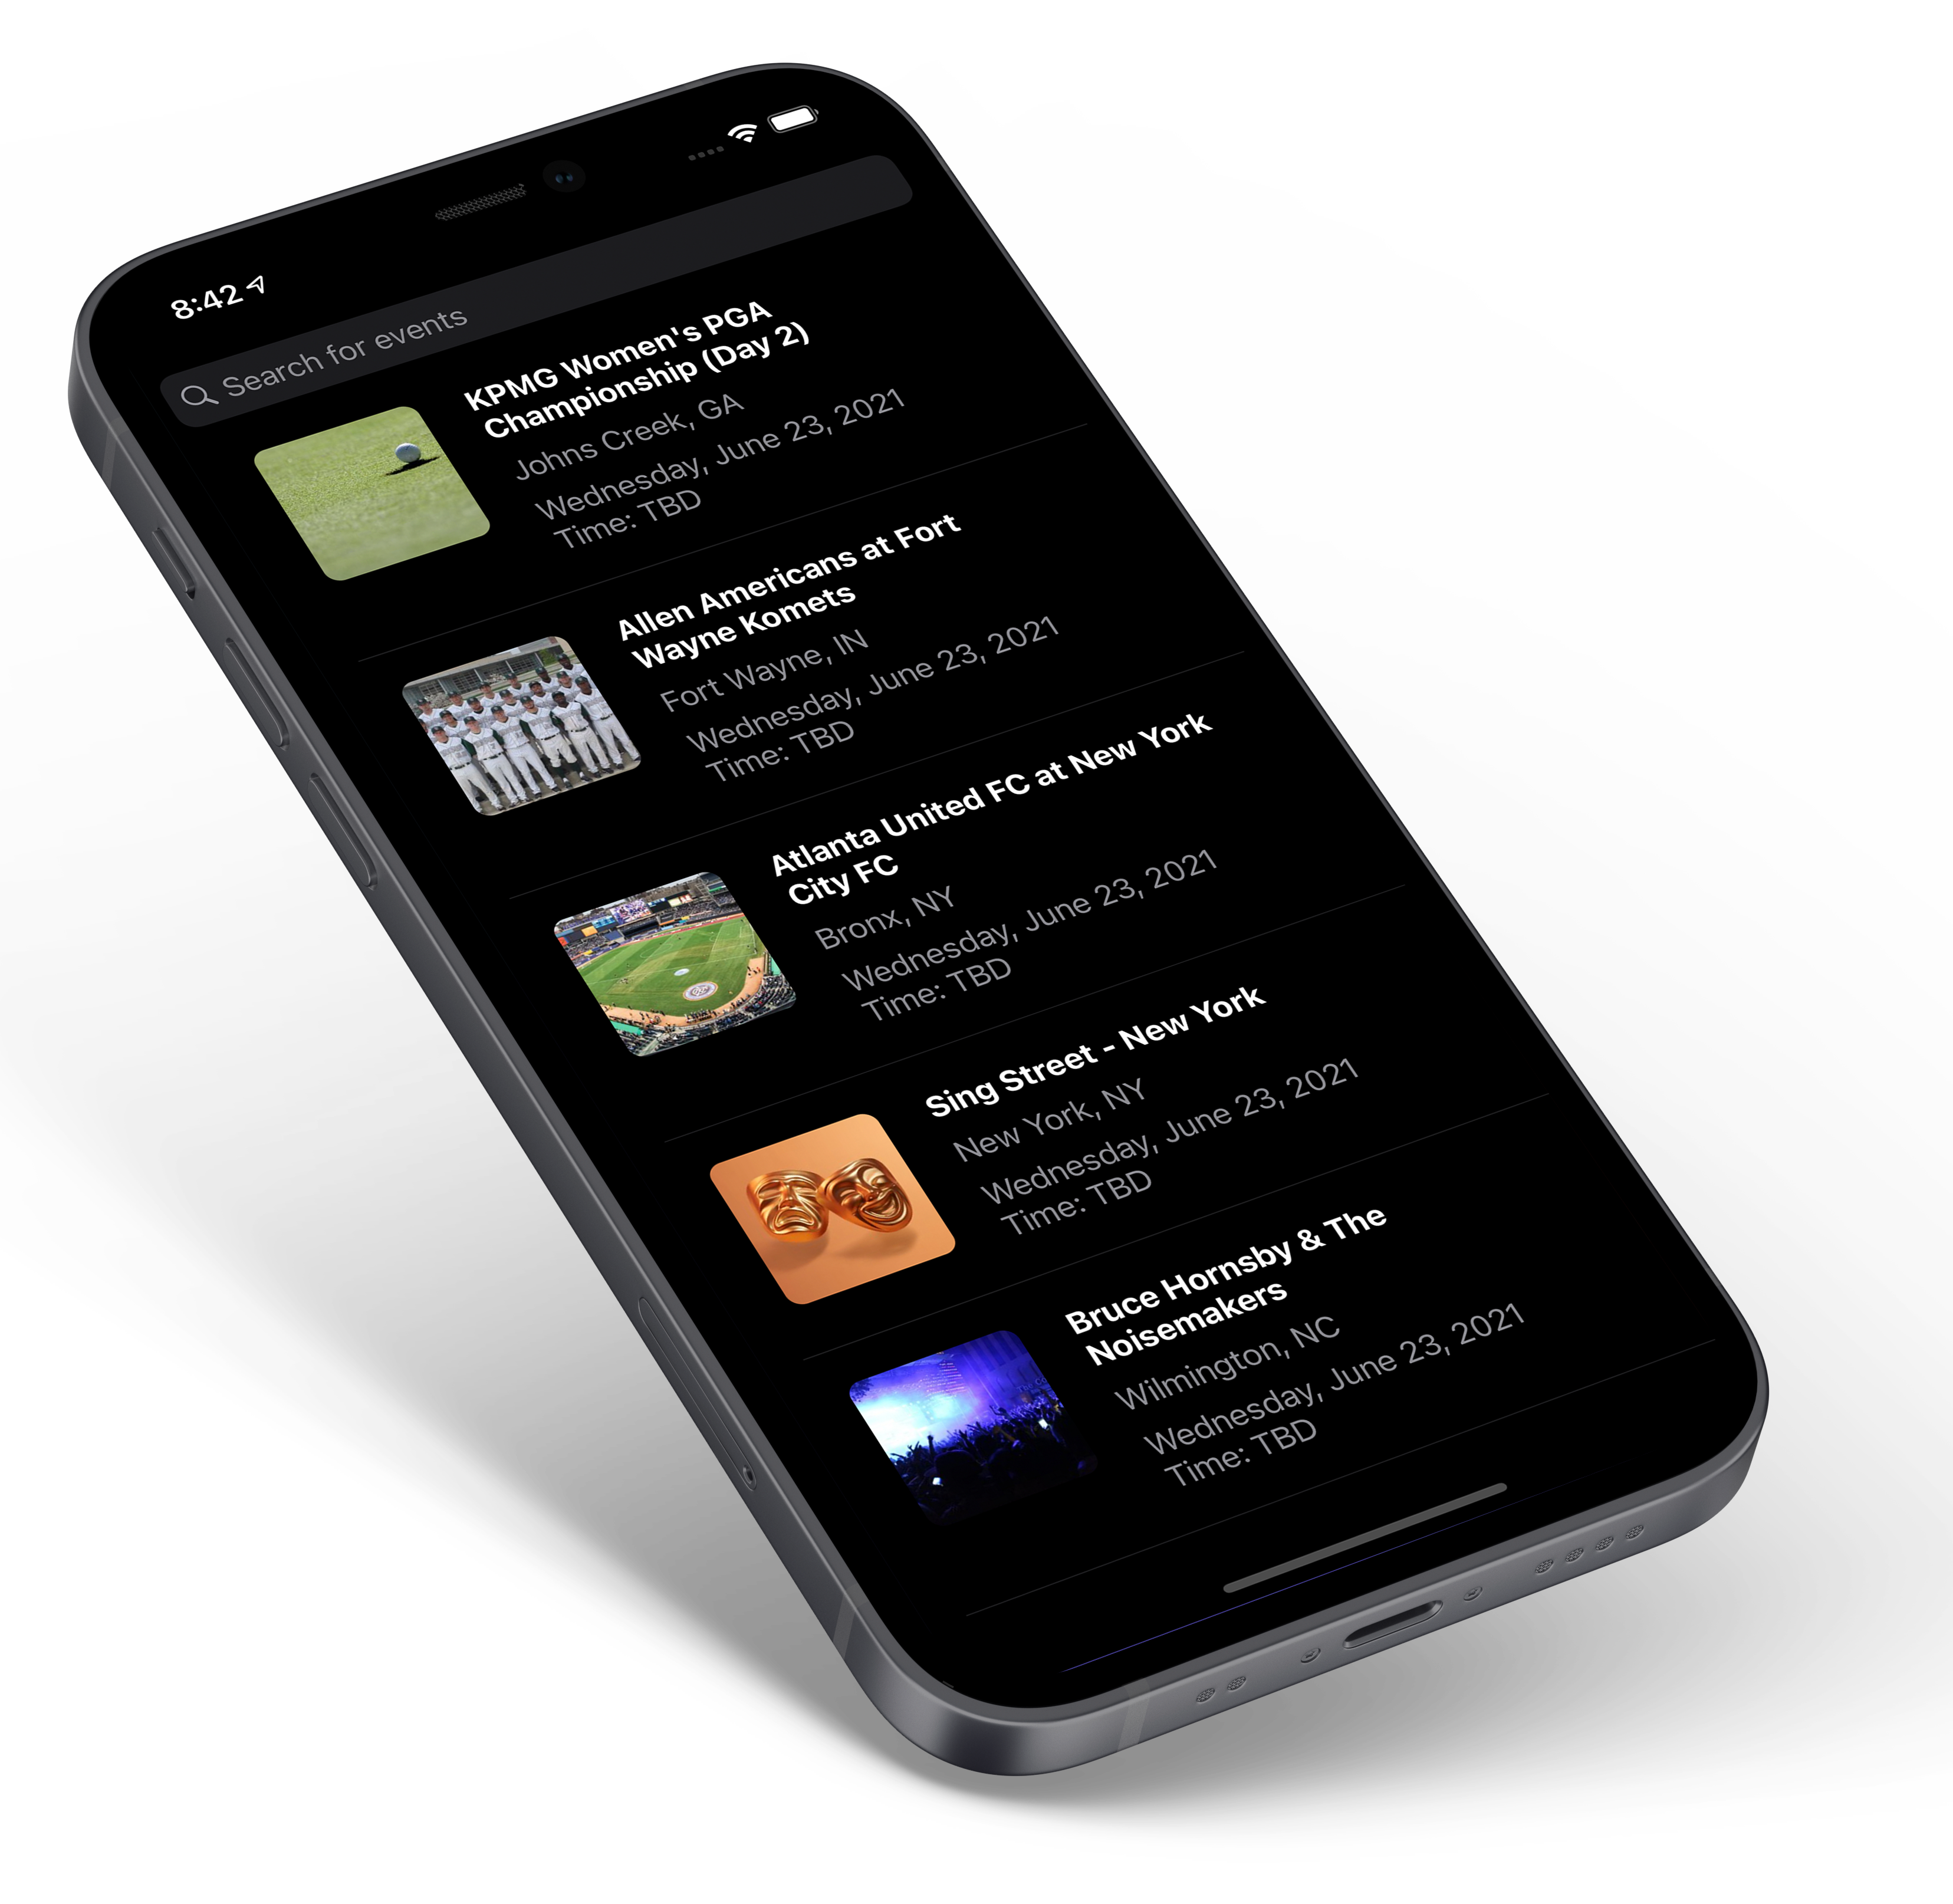 8:42
Search for events
KPMG Women's PGA
Championship (Day 2)
Johns Creek, GA
Wednesday, June 23, 2021
Time: TBD
Allen Americans at Fort
Wayne Komets
Fort Wayne, IN
Wednesday, June 23, 2021
Time: TBD
Atlanta United FC at New York
City FC
Bronx, NY
Wednesday, June 23, 2021
Time: TBD
Sing Street - New York
New York, NY
Wednesday, June 23, 2021
Time: TBD
Bruce Hornsby & The
Noisemakers
Wilmington, NC
Wednesday, June 23, 2021
Time: TBD